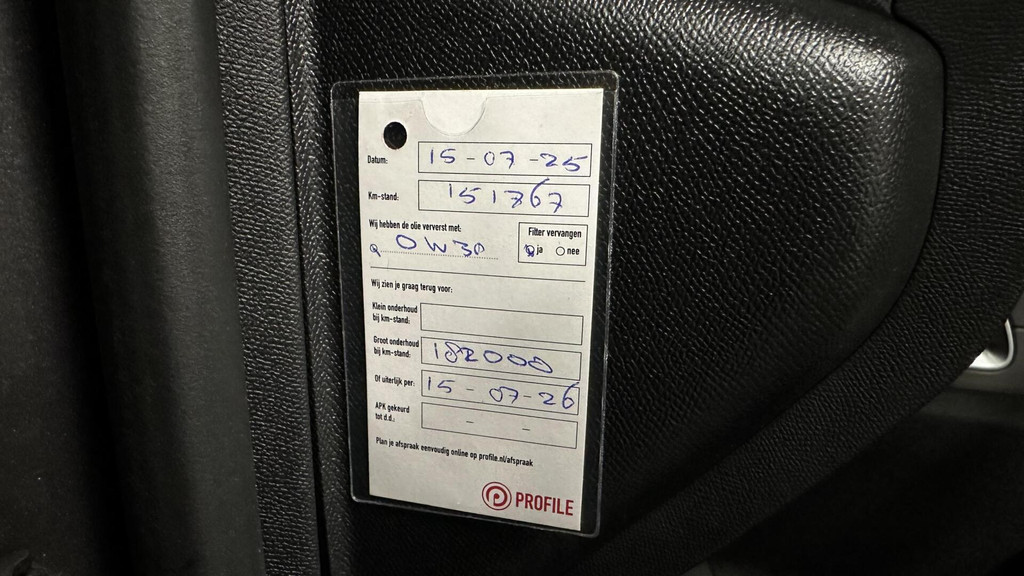 Datum: 15-07-25
Km-stand: 151767
Wij hebben de olie ververst met:
0W30
Filter vervangen
ja nee
Wij zien je graag terug voor:
Klein onderhoud
bij km-stand:
Groot onderhoud
bij km-stand: 182000
Of uiterlijk per: 15-07-26
APK gekeurd
tot d.d.: - -
Plan je afspraak eenvoudig online op profile.nl/afspraak
PROFILE